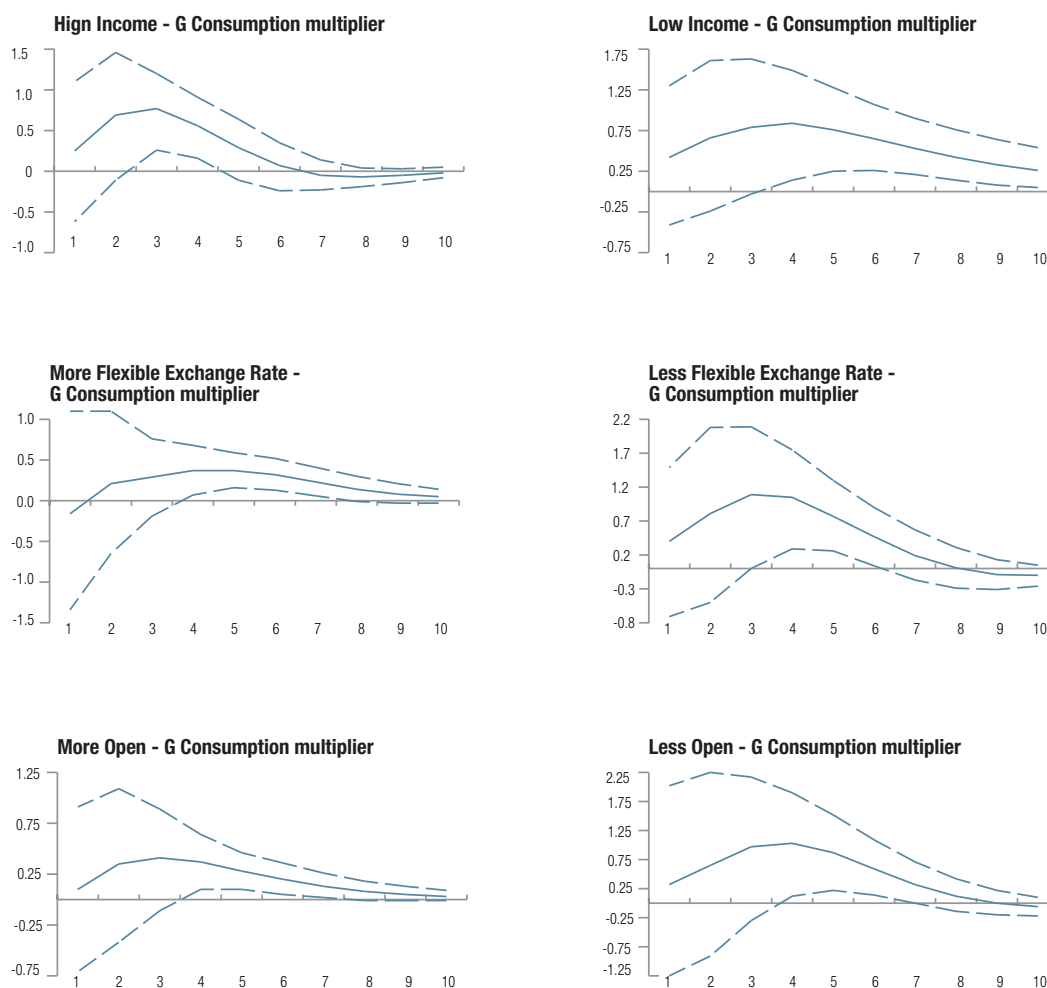 Hign Income - G Consumption multiplier
1.5
1.0
0.5
0
-0.5
-1.0
1 2 3 4 5 6 7 8 9 10
Low Income - G Consumption multiplier
1.75
1.25
0.75
0.25
-0.25
-0.75
1 2 3 4 5 6 7 8 9 10
More Flexible Exchange Rate -
G Consumption multiplier
1.0
0.5
0.0
-0.5
-1.0
-1.5
1 2 3 4 5 6 7 8 9 10
Less Flexible Exchange Rate -
G Consumption multiplier
2.2
1.7
1.2
0.7
0.2
-0.3
-0.8
1 2 3 4 5 6 7 8 9 10
More Open - G Consumption multiplier
1.25
0.75
0.25
-0.25
-0.75
1 2 3 4 5 6 7 8 9 10
Less Open - G Consumption multiplier
2.25
1.75
1.25
0.75
0.25
-0.25
-0.75
-1.25
1 2 3 4 5 6 7 8 9 10